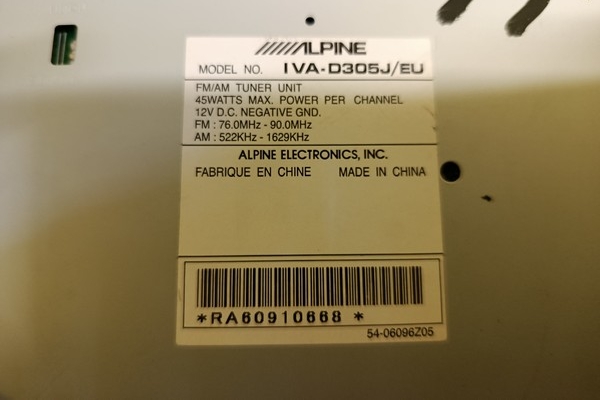 ALPINE
MODEL NO. IVA-D305J/EU
FM/AM TUNER UNIT
45WATTS MAX. POWER PER CHANNEL
12V D.C. NEGATIVE GND.
FM : 76.0MHz - 90.0MHz
AM : 522KHz - 1629KHz
ALPINE ELECTRONICS, INC.
FABRIQUE EN CHINE MADE IN CHINA
*RA60910668 *
54-06096Z05